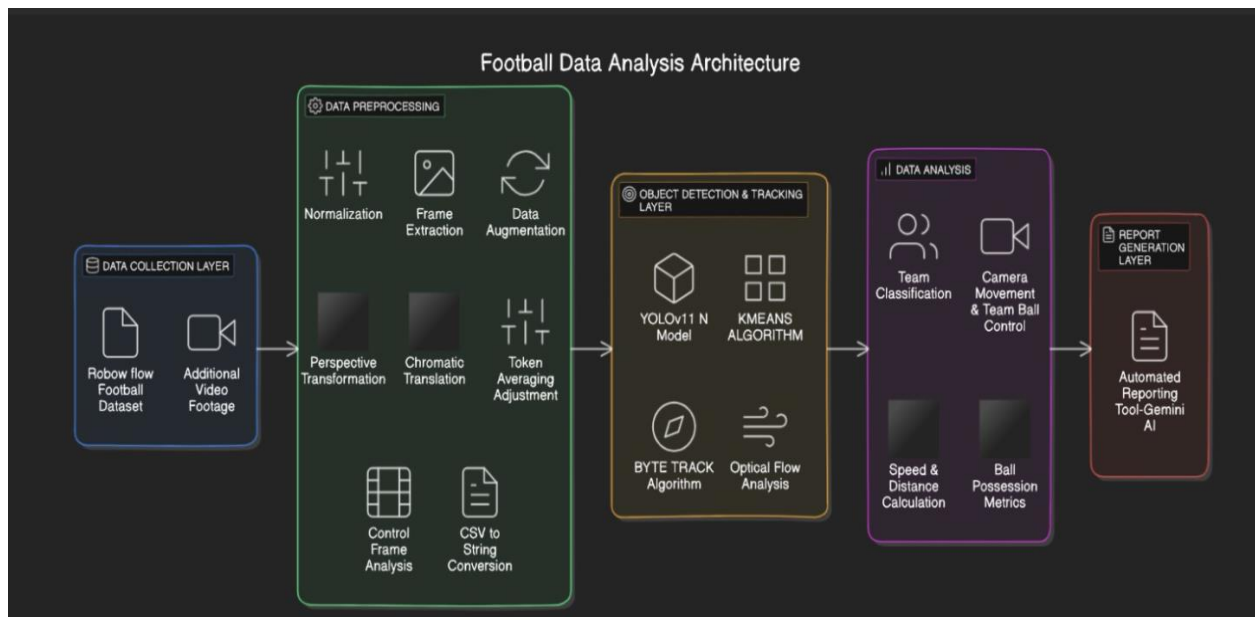 Football Data Analysis Architecture
DATA COLLECTION LAYER
Robow flow
Football
Dataset
Additional
Video
Footage
DATA PREPROCESSING
Normalization
Frame
Extraction
Data
Augmentation
Perspective
Transformation
Chromatic
Translation
Token
Averaging
Adjustment
Control
Frame
Analysis
CSV to
String
Conversion
OBJECT DETECTION & TRACKING
LAYER
YOLOv11 N
Model
KMEANS
ALGORITHM
BYTE TRACK
Algorithm
Optical Flow
Analysis
DATA ANALYSIS
Team
Classification
Camera
Movement
& Team Ball
Control
Speed &
Distance
Calculation
Ball
Possession
Metrics
REPORT
GENERATION
LAYER
Automated
Reporting
Tool-Gemini
AI